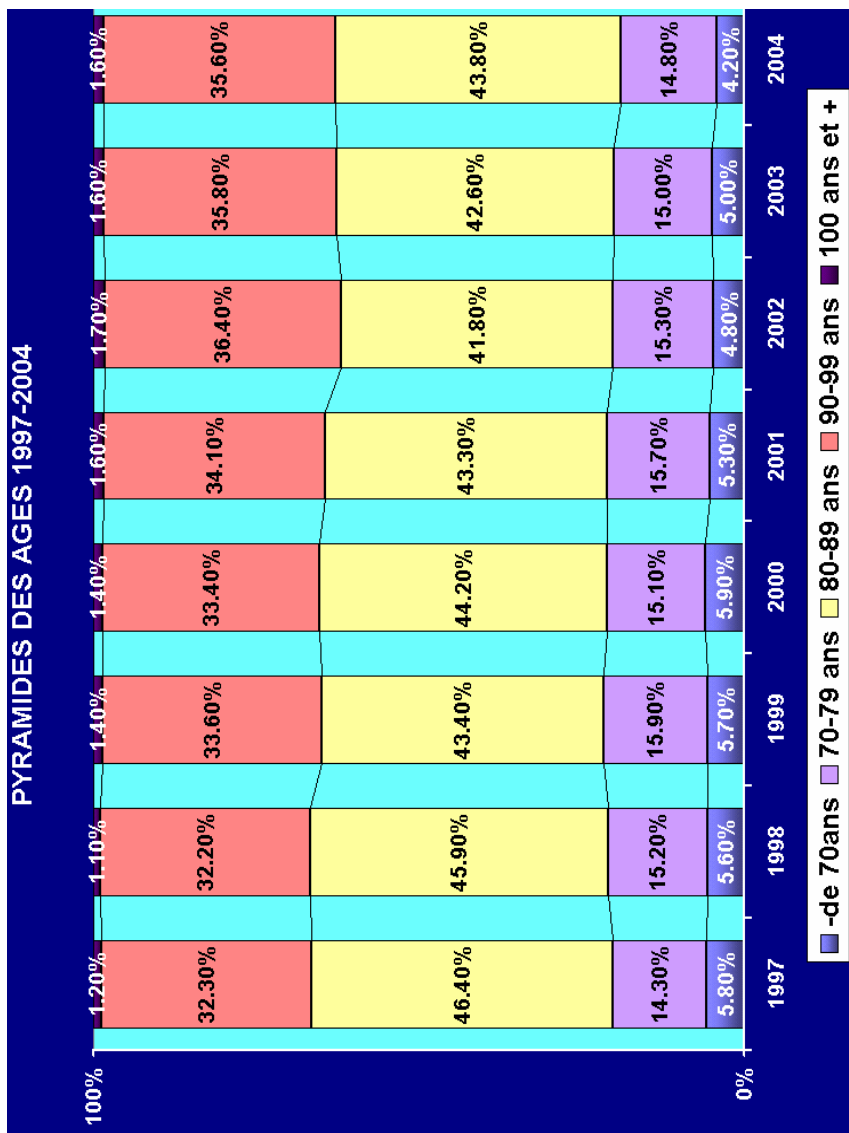 PYRAMIDES DES AGES 1997-2004
100%
1.20% 1.10% 1.40% 1.40% 1.60% 1.70% 1.60% 1.60%
32.30% 32.20% 33.60% 33.40% 34.10% 36.40% 35.80% 35.60%
46.40% 45.90% 43.40% 44.20% 43.30% 41.80% 42.60% 43.80%
14.30% 15.20% 15.90% 15.10% 15.70% 15.30% 15.00% 14.80%
5.80% 5.60% 5.70% 5.90% 5.30% 4.80% 5.00% 4.20%
0%
1997 1998 1999 2000 2001 2002 2003 2004
-de 70ans 70-79 ans 80-89 ans 90-99 ans 100 ans et +